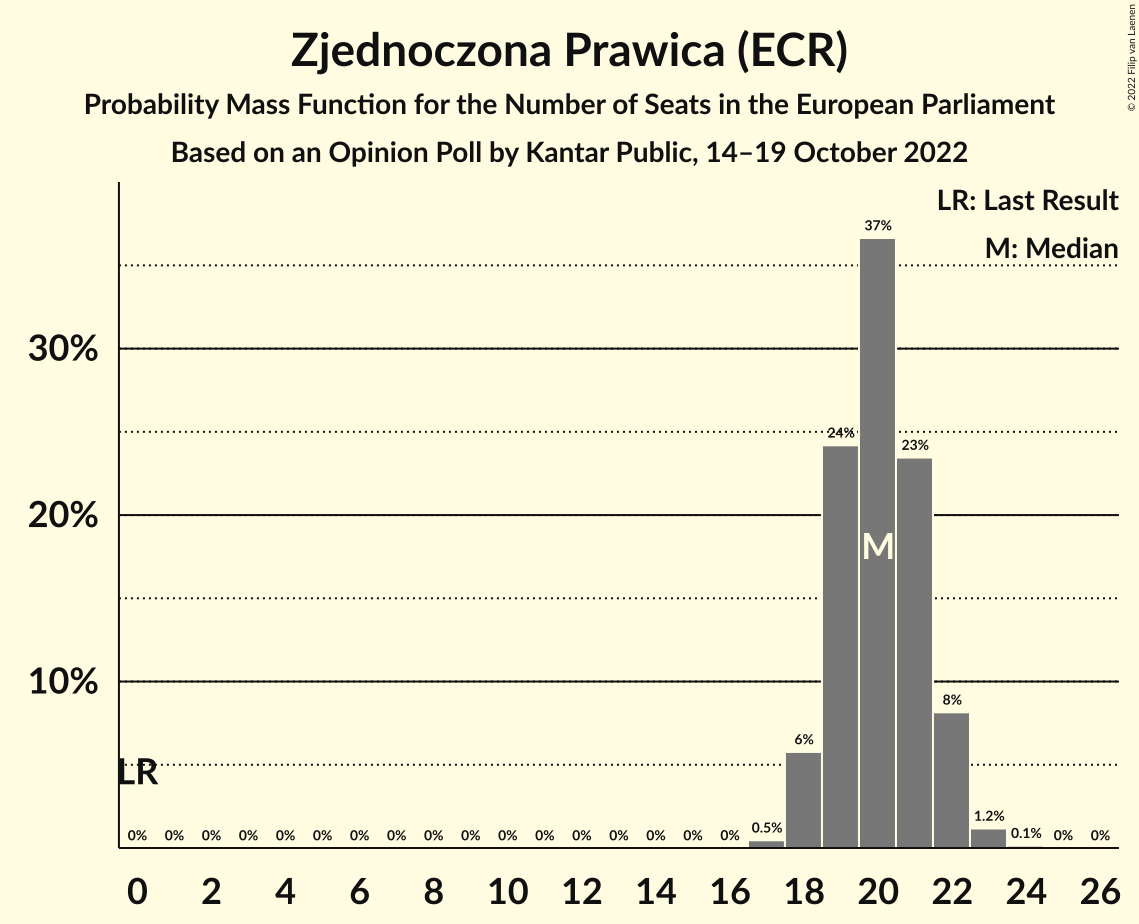 Zjednoczona Prawica (ECR)
Probability Mass Function for the Number of Seats in the European Parliament
Based on an Opinion Poll by Kantar Public, 14–19 October 2022
© 2022 Filip van Laenen
LR: Last Result
M: Median
37%
30%
24%
23%
20%
M
10%
8%
6%
LR
0% 0% 0% 0% 0% 0% 0% 0% 0% 0% 0% 0% 0% 0% 0% 0% 0% 0.5% 1.2% 0.1% 0% 0%
0 2 4 6 8 10 12 14 16 18 20 22 24 26